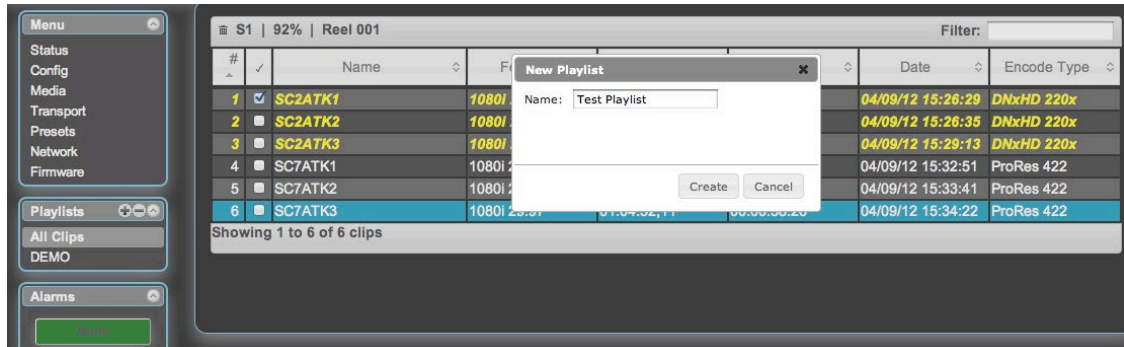 Menu
Status
Config
Media
Transport
Presets
Network
Firmware
Playlists
All Clips
DEMO
Alarms
S1 | 92% | Reel 001
Filter:
# ✓ Name Date Encode Type
1 SC2ATK1 1080I 04/09/12 15:26:29 DNxHD 220x
2 SC2ATK2 1080I 04/09/12 15:26:35 DNxHD 220x
3 SC2ATK3 1080I 04/09/12 15:29:13 DNxHD 220x
4 SC7ATK1 1080i 04/09/12 15:32:51 ProRes 422
5 SC7ATK2 1080i 04/09/12 15:33:41 ProRes 422
6 SC7ATK3 1080i 29.97 04/09/12 15:34:22 ProRes 422
Showing 1 to 6 of 6 clips
New Playlist
Name: Test Playlist
Create Cancel